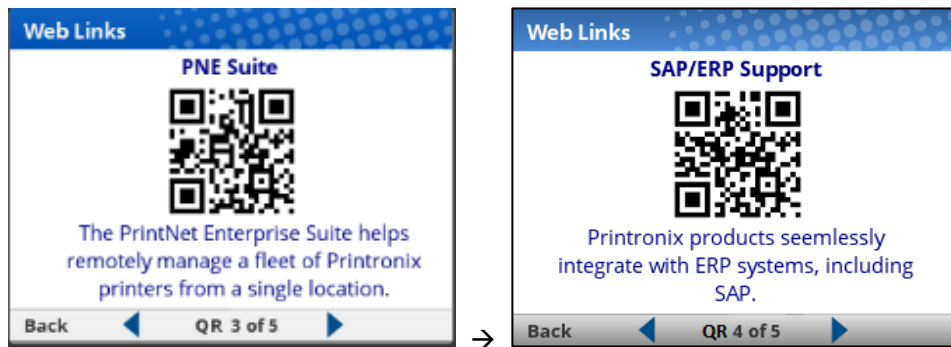 Web Links
PNE Suite
The PrintNet Enterprise Suite helps
remotely manage a fleet of Printronix
printers from a single location.
Back QR 3 of 5
→
Web Links
SAP/ERP Support
Printronix products seemlessly
integrate with ERP systems, including
SAP.
Back QR 4 of 5